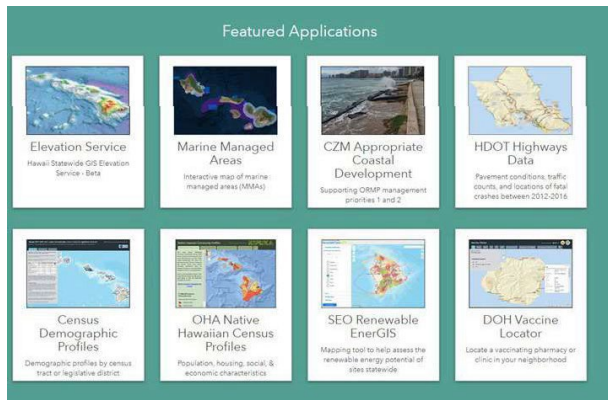 Featured Applications
Elevation Service
Hawaii Statewide GIS Elevation
Service - Beta
Marine Managed
Areas
Interactive map of marine
managed areas (MMAs)
CZM Appropriate
Coastal
Development
Supporting ORMP management
priorities 1 and 2
HDOT Highways
Data
Pavement conditions, traffic
counts, and locations of fatal
crashes between 2012-2016
Census
Demographic
Profiles
Demographic profiles by census
tract or legislative district
OHA Native
Hawaiian Census
Profiles
Population, housing, social, &
economic characteristics
SEO Renewable
EnerGIS
Mapping tool to help assess the
renewable energy potential of
sites statewide
DOH Vaccine
Locator
Locate a vaccinating pharmacy or
clinic in your neighborhood